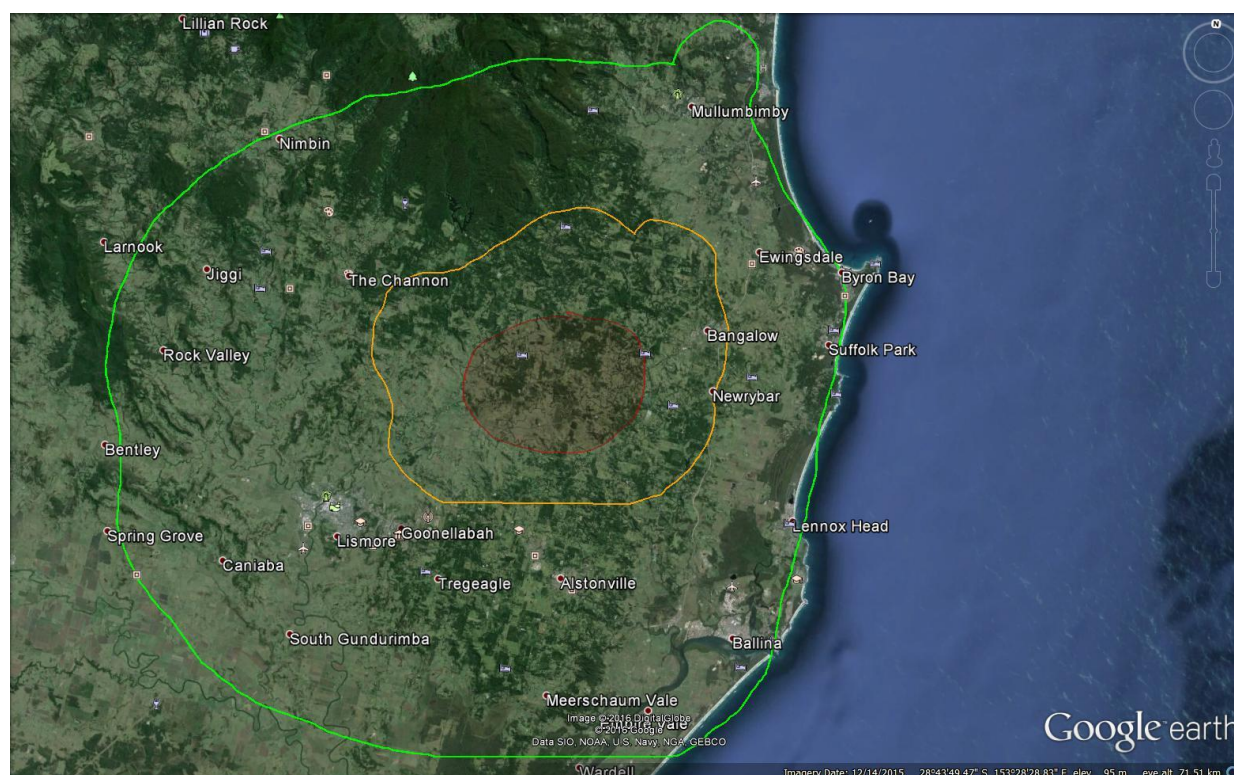 Lillian Rock
N
Mullumbimby
Nimbin
Larnook
Ewingsdale
Jiggi
The Channon
Byron Bay
Bangalow
Rock Valley
Suffolk Park
Newrybar
Bentley
Lennox Head
Spring Grove
Lismore
Goonellabah
Caniaba
Tregeagle
Alstonville
South Gundurimba
Ballina
Meerschaum Vale
Image © 2016 DigitalGlobe
Empire Vale
© 2016 Google
Data SIO, NOAA, U.S. Navy, NGA, GEBCO
Google earth
Wardell
Imagery Date: 12/14/2015 28°43'49.47" S 153°28'28.83" E elev 95 m eye alt 71.51 km